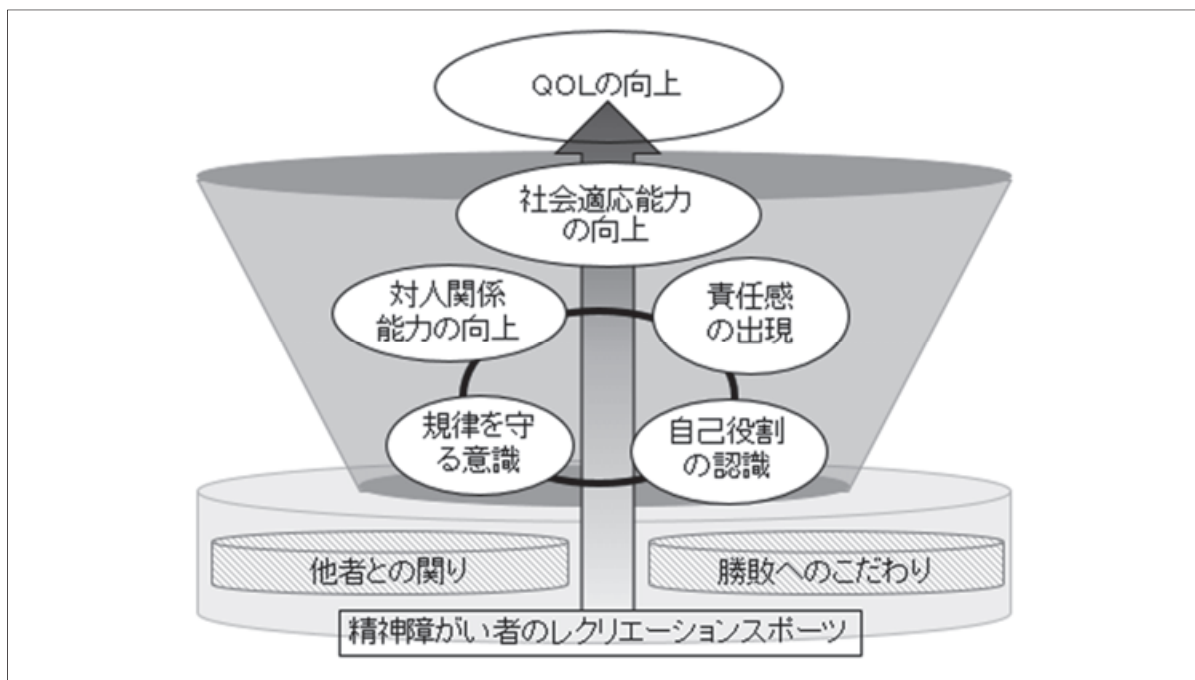 QOLの向上
社会適応能力
の向上
対人関係
能力の向上
責任感
の出現
規律を守
る意識
自己役割
の認識
他者との関り
勝敗へのこだわり
精神障がい者のレクリエーションスポーツ